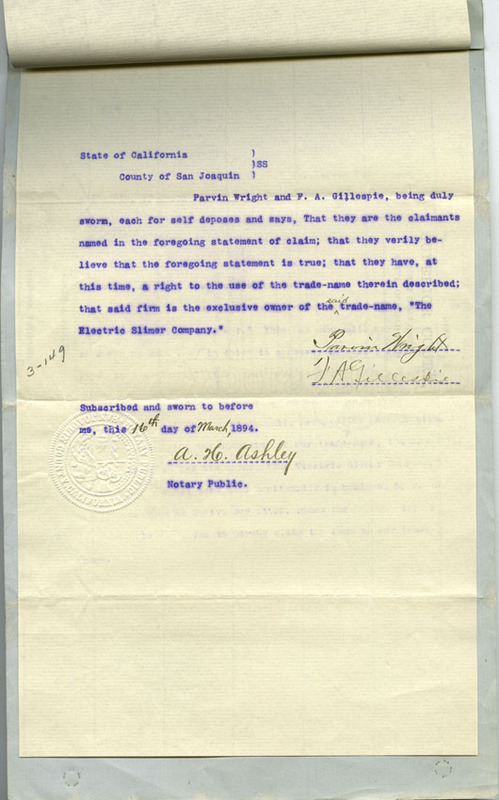 State of California )
)SS
County of San Joaquin )
Parvin Wright and F. A. Gillespie, being duly
sworn, each for self deposes and says, That they are the claimants
named in the foregoing statement of claim; that they verily be-
lieve that the foregoing statement is true; that they have, at
this time, a right to the use of the trade-name therein described;
that said firm is the exclusive owner of the said trade-name, "The
Electric Slimer Company."
Parvin Wright
F A Gillespie
3-149
Subscribed and sworn to before
me, this 16th day of March, 1894.
A. H. Ashley
Notary Public.